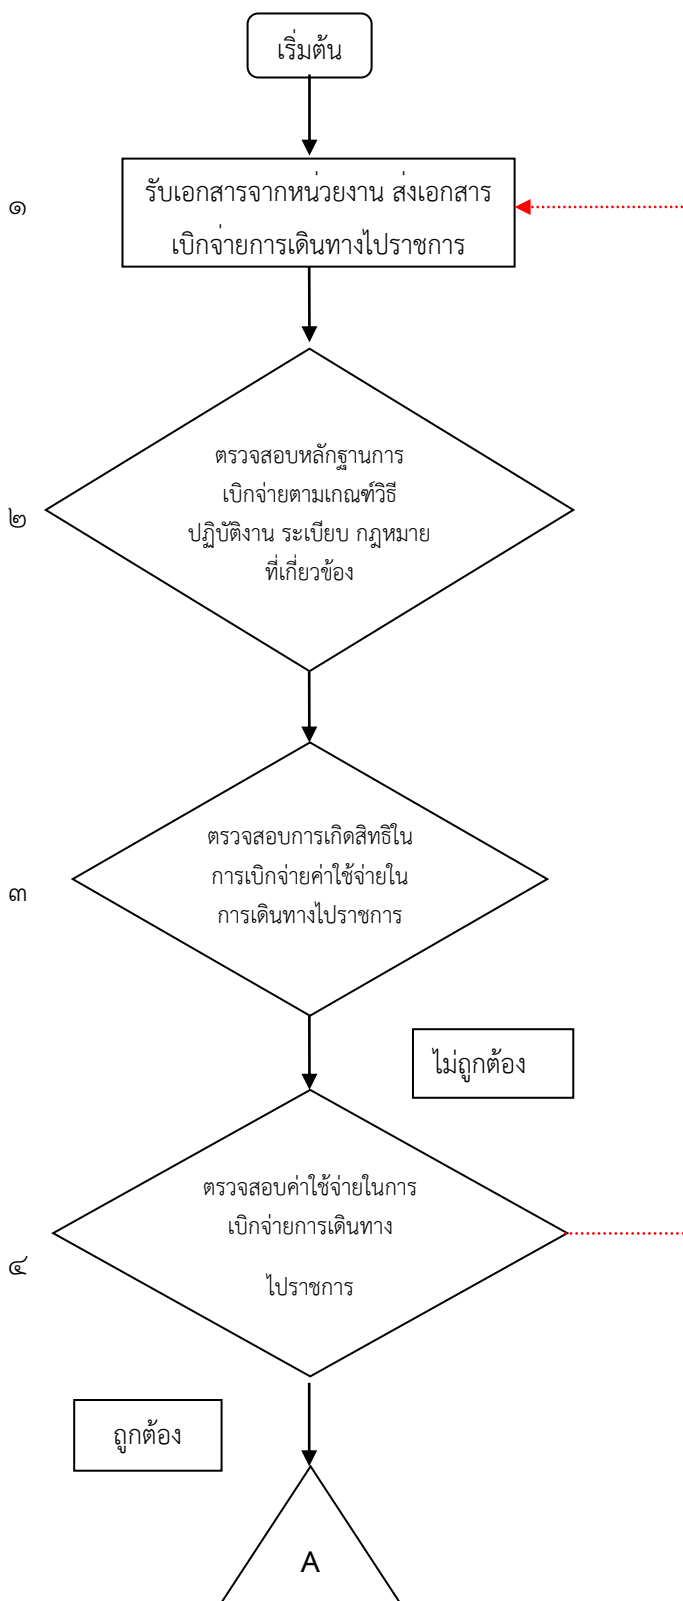 เริ่มต้น
๑
รับเอกสารจากหน่วยงาน ส่งเอกสาร
เบิกจ่ายการเดินทางไปราชการ
๒
ตรวจสอบหลักฐานการ
เบิกจ่ายตามเกณฑ์วิธี
ปฏิบัติงาน ระเบียบ กฎหมาย
ที่เกี่ยวข้อง
๓
ตรวจสอบการเกิดสิทธิใน
การเบิกจ่ายค่าใช้จ่ายใน
การเดินทางไปราชการ
ไม่ถูกต้อง
๔
ตรวจสอบค่าใช้จ่ายในการ
เบิกจ่ายการเดินทาง
ไปราชการ
ถูกต้อง
A